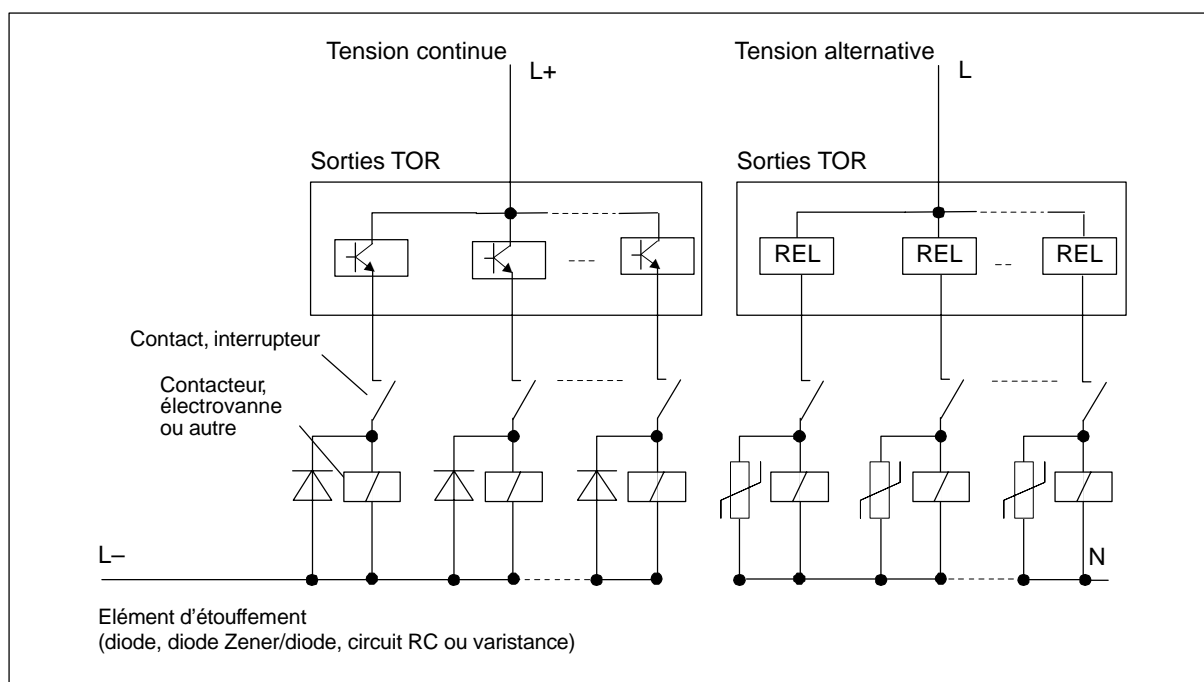 Tension continue
L+
Tension alternative
L
Sorties TOR
Sorties TOR
REL
REL
REL
Contact, interrupteur
Contacteur,
électrovanne
ou autre
L–
N
Elément d'étouffement
(diode, diode Zener/diode, circuit RC ou varistance)